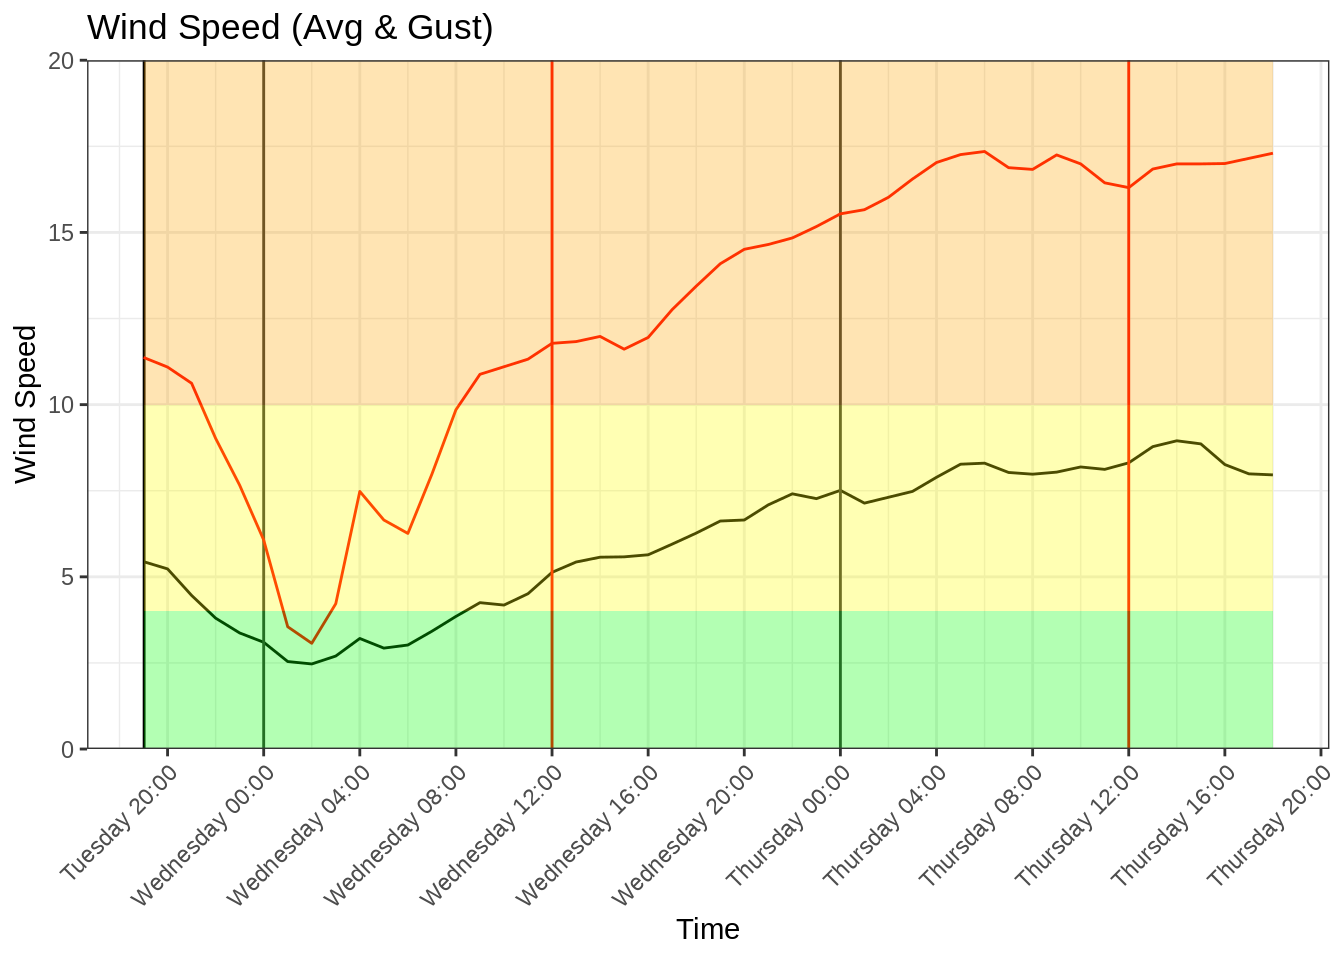 Wind Speed (Avg & Gust)
20
15
10
5
0
Wind Speed
Tuesday 20:00
Wednesday 00:00
Wednesday 04:00
Wednesday 08:00
Wednesday 12:00
Wednesday 16:00
Wednesday 20:00
Thursday 00:00
Thursday 04:00
Thursday 08:00
Thursday 12:00
Thursday 16:00
Thursday 20:00
Time